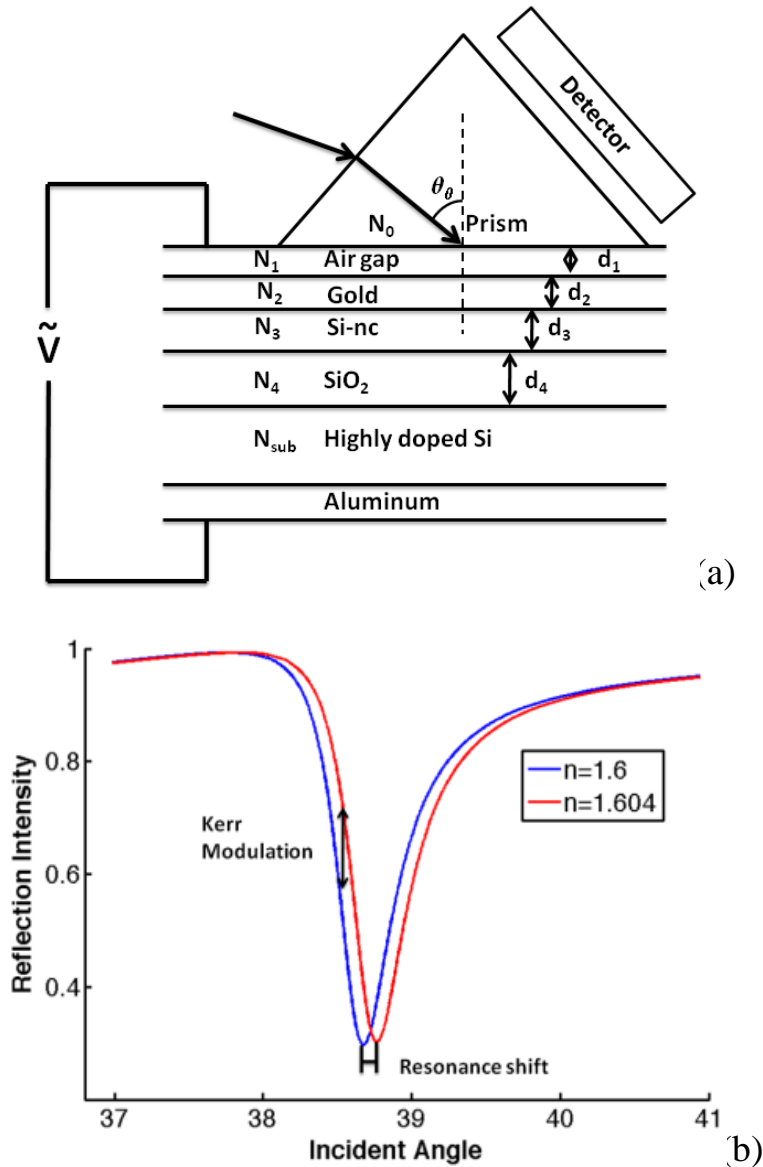 Detector
θθ
N0 Prism
N1 Air gap d1
N2 Gold d2
N3 Si-nc d3
Ṽ
N4 SiO2 d4
Nsub Highly doped Si
Aluminum
(a)
1
0.8
0.6
0.4
Reflection Intensity
n=1.6
n=1.604
Kerr
Modulation
Resonance shift
37 38 39 40 41
Incident Angle
(b)